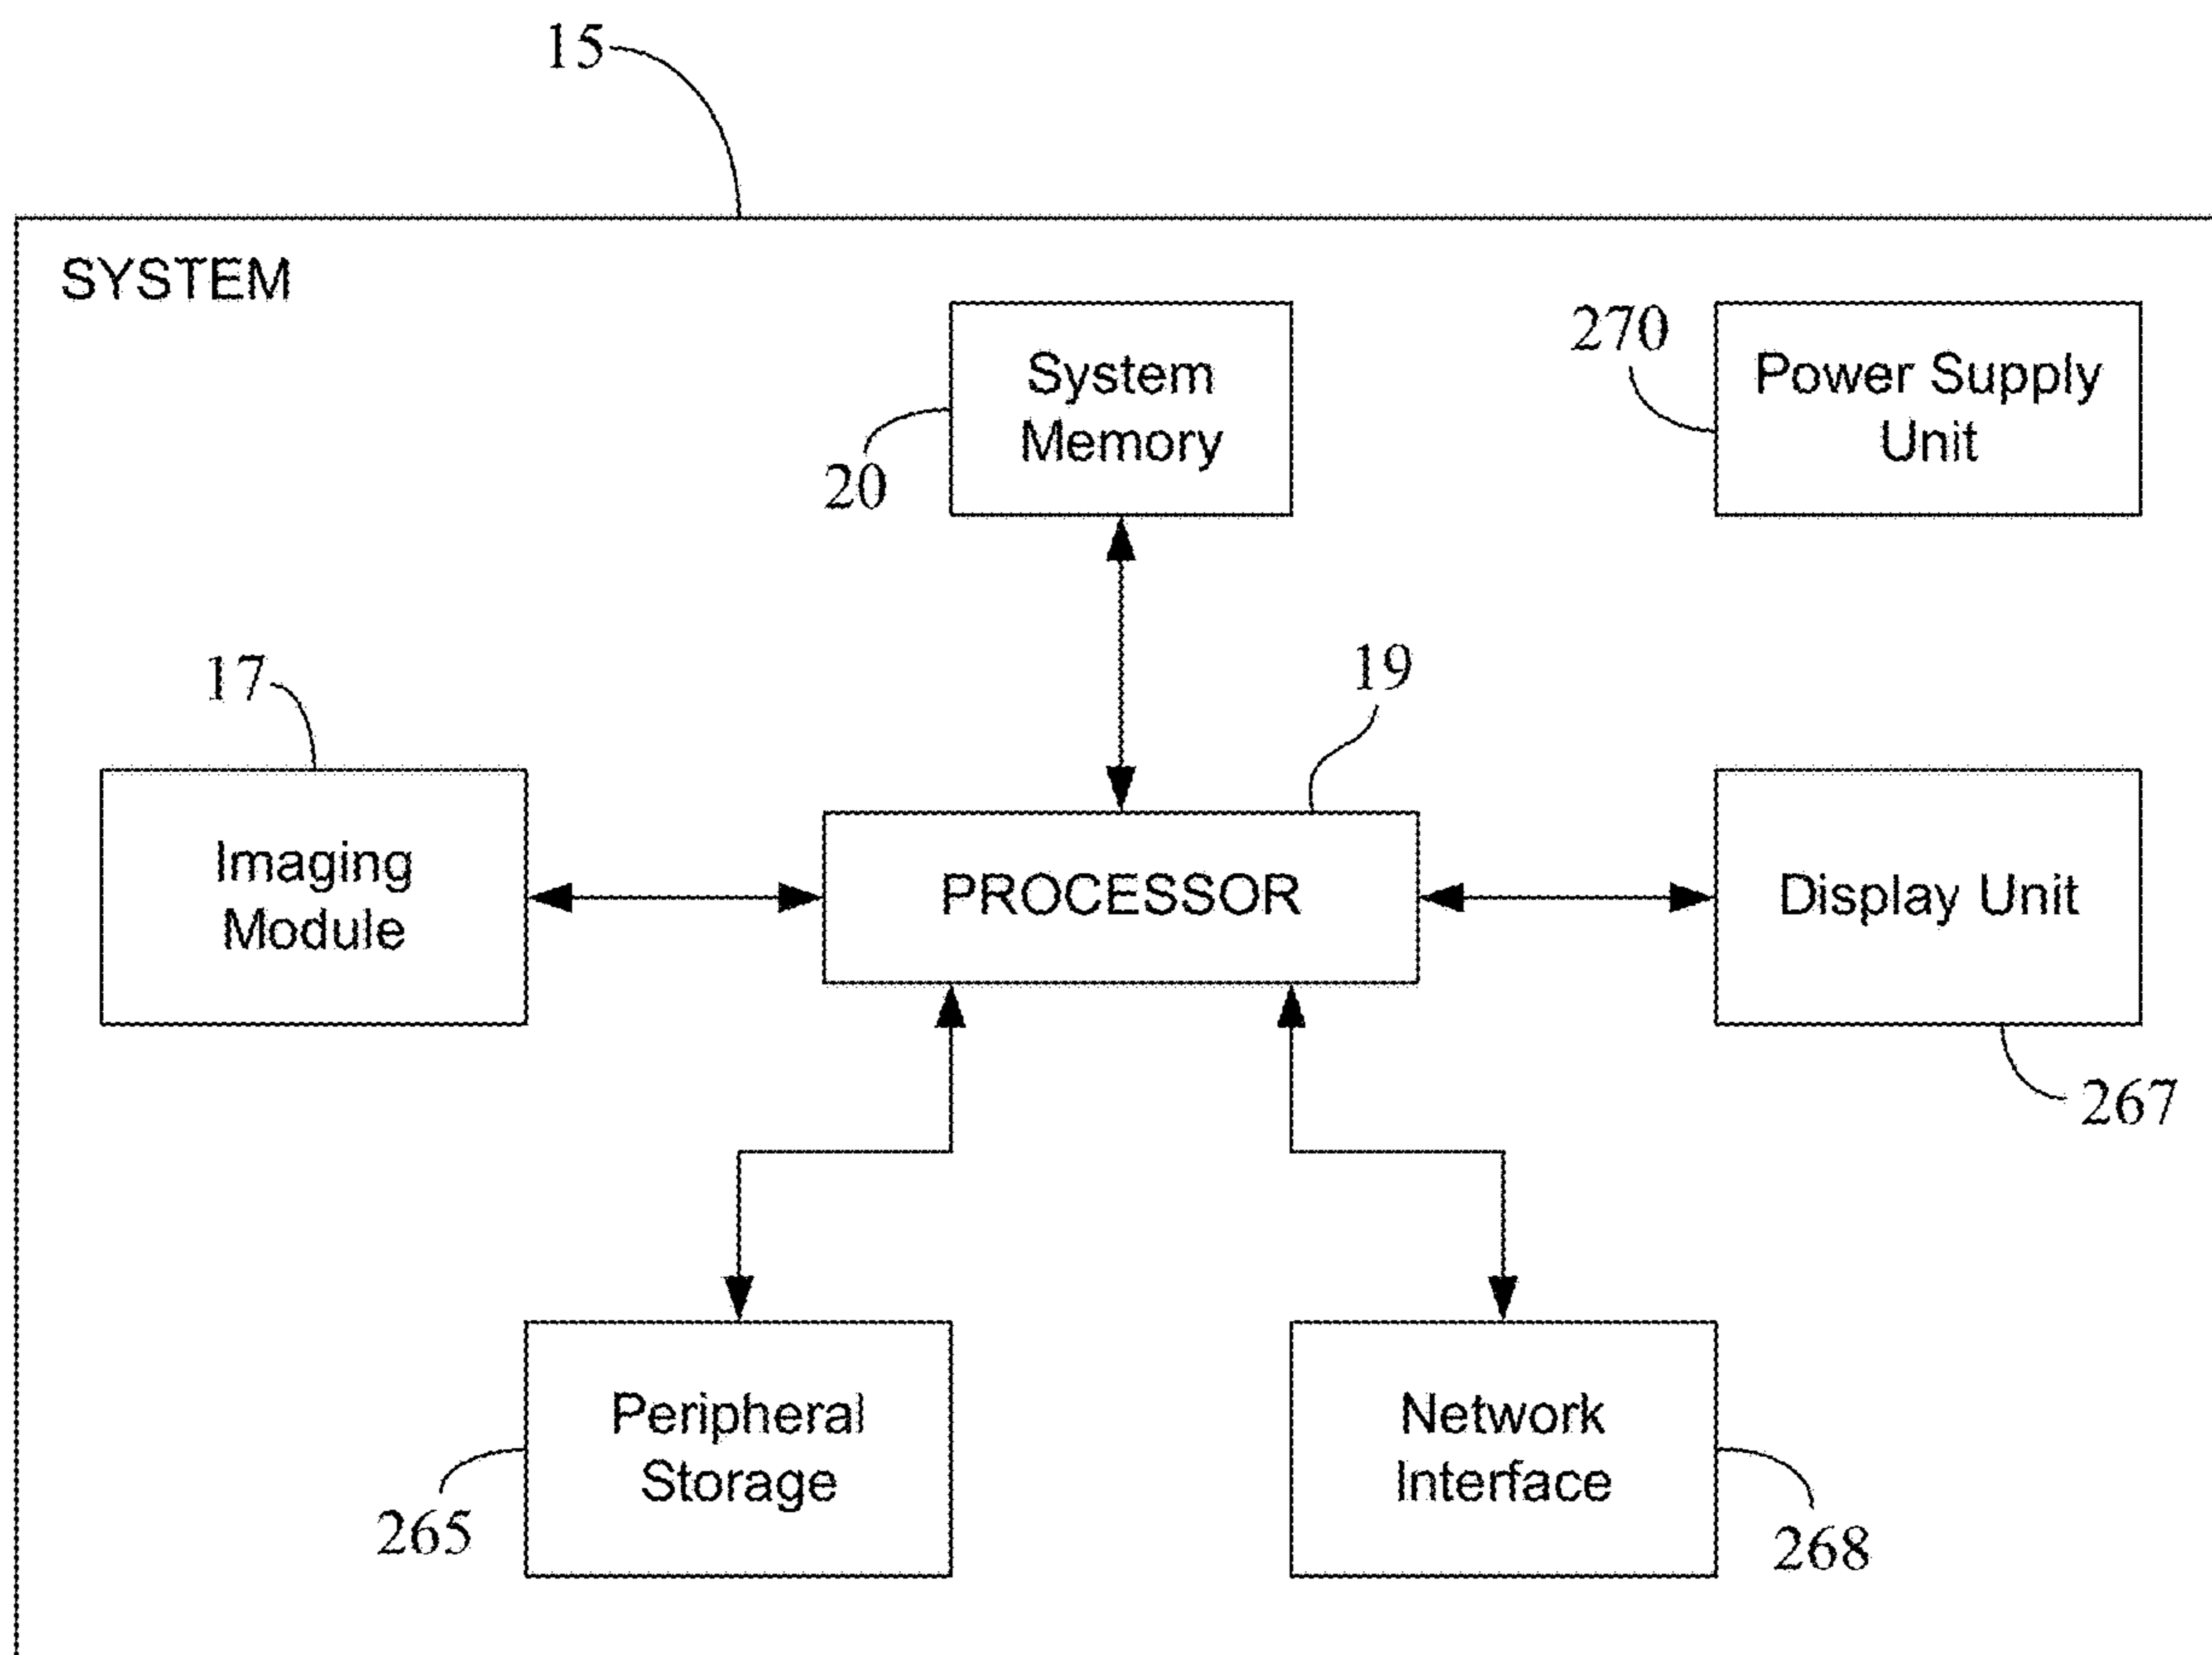 15
SYSTEM
System
Memory
20
270
Power Supply
Unit
17
Imaging
Module
19
PROCESSOR
Display Unit
267
Peripheral
Storage
265
Network
Interface
268